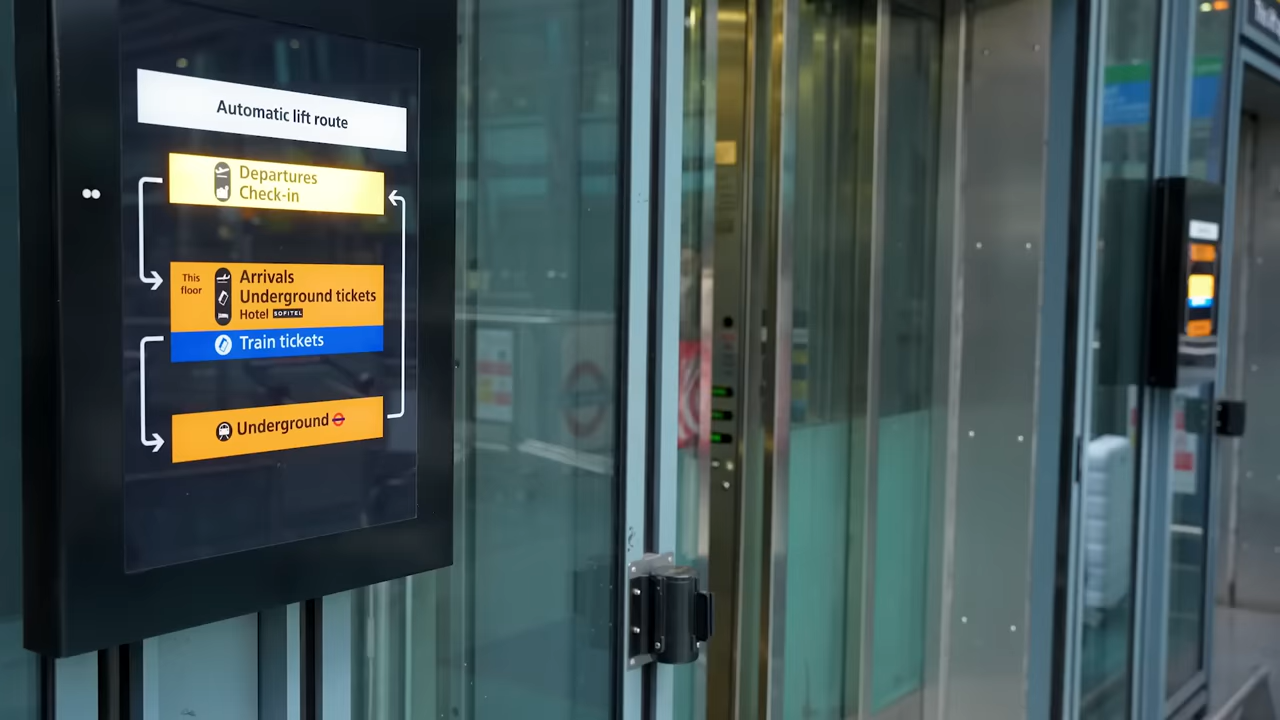 Automatic lift route
Departures
Check-in
This
floor
Arrivals
Underground tickets
Hotel SOFITEL
Train tickets
Underground